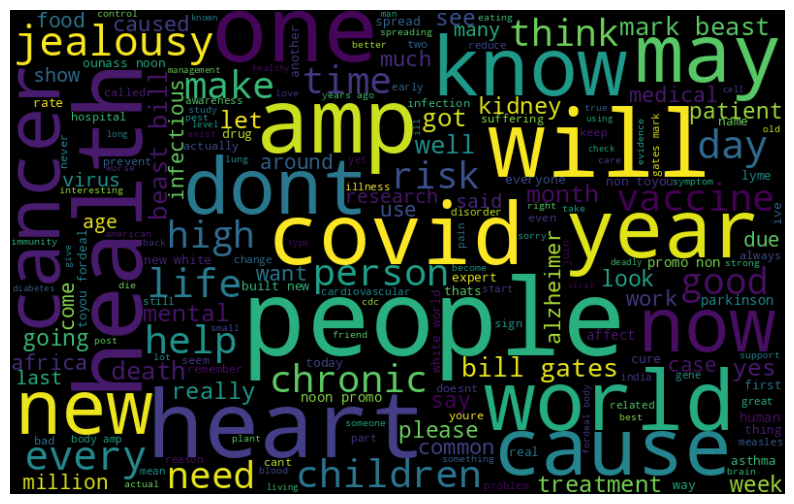 food
control
caused
man
spread
eating
spreading
known
one
jealousy
ounass noon
management
called
better
two
reduce
another
healthy
see
many
think
mark beast
may
show
make
time
much
know
medical
cell
rate
study
awareness
years ago
love
early
hospital
infectious
let
amp
infection
got
kidney
suffering
true
using
patient
pest
level
drug
exist
long
actually
ill
will
check
keep
name
old
cancer
health
beast bill
never
prevent
worse
interesting
virus
around
lung
yet
well
evidence
gates mark
care
day
dont
illness
risk
everyone
non toyou
symptom
lyme
research
said
month
vaccine
age
use
disorder
right
take
ive
immunity
give
high
covid
year
even
due
american
back
type
pain
sorry
join
deadly
always
come
toyou fordeal
new white
change
want
person
become
expert
promo non
strong
diabetes
die
life
built new
cardiovascular
thats
alzheimer
look
good
going
still
viral
mental
help
post
small
cdc
start
sign
people
work
parkinson
africa
lot
seem
friend
white world
affect
now
death
remember
today
doesnt
cure
support
last
really
chronic
bill gates
india
gene
case
yes
first
noon promo
say
youre
great
new
heart
world
cause
related
best
human
thing
please
common
fordeal body
real
bad
body amp
plant
someone
part
something
measles
every
mean
reason
cant
asthma
brain
million
actual
need
blood
living
children
problem
treatment
way
week